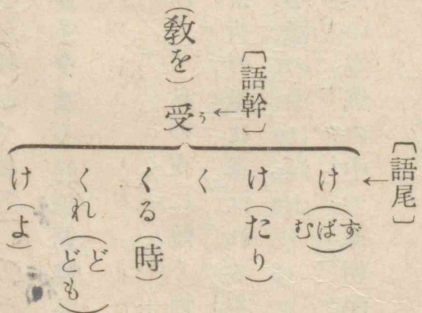 〔語幹〕
(教を)受う
〔語尾〕
け(ずばむ)
け(たり)
く
くる(時)
くれ(どども)
け(よ)